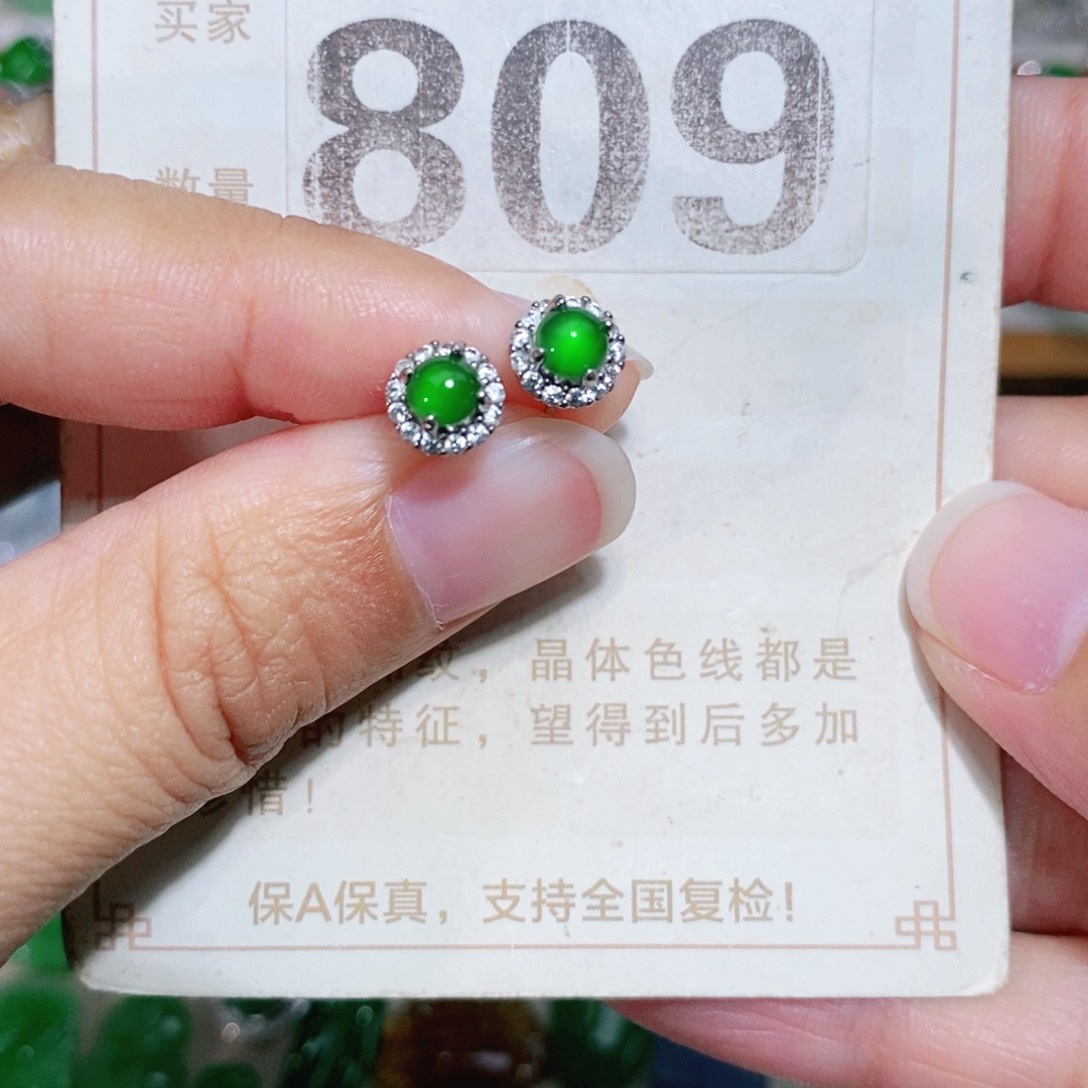 买家
809
数量
纹，晶体色线都是
的特征，望得到后多加
惜！
保A保真，支持全国复检！